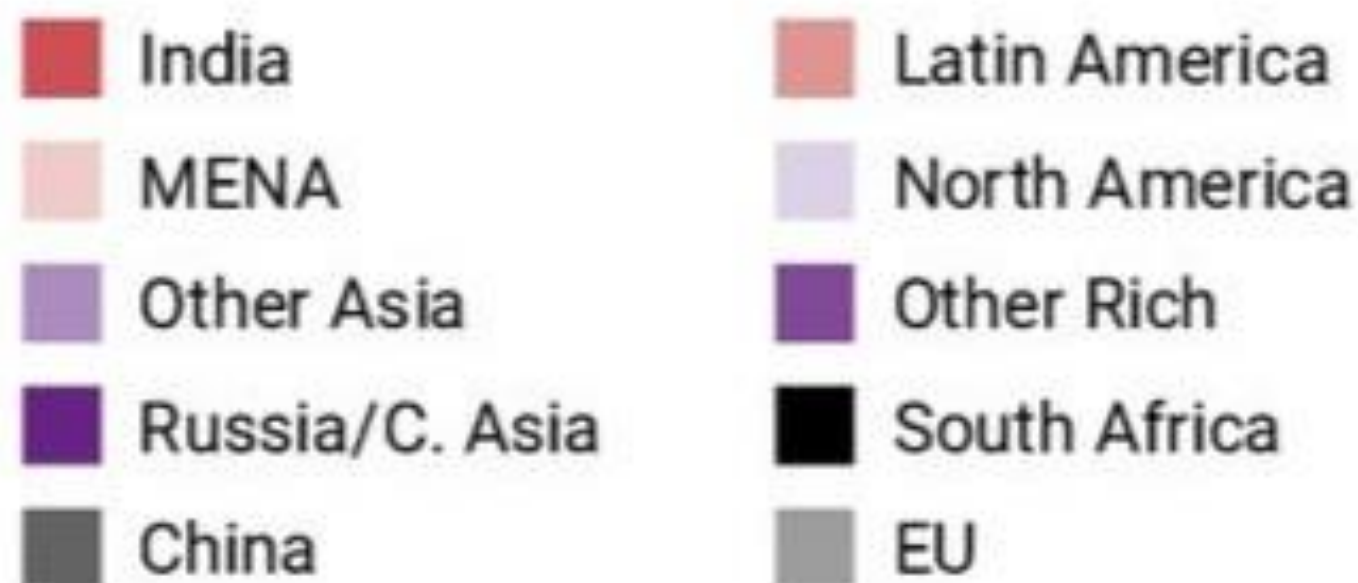 India
Latin America
MENA
North America
Other Asia
Other Rich
Russia/C. Asia
South Africa
China
EU